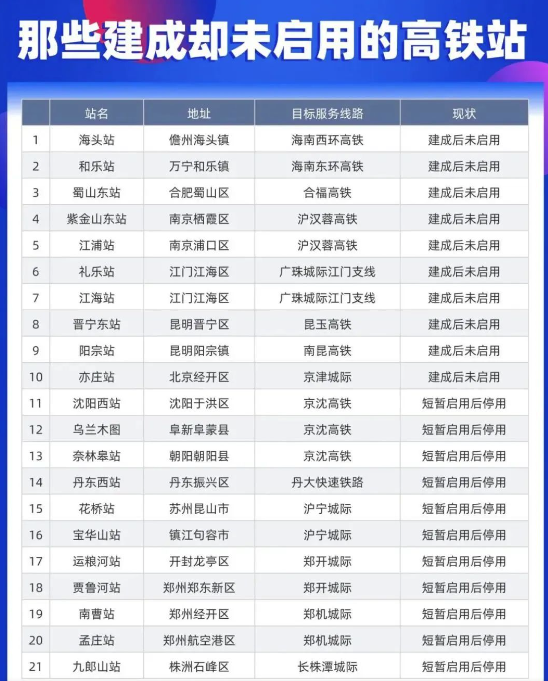 那些建成却未启用的高铁站
站名 地址 目标服务线路 现状
1 海头站 儋州海头镇 海南西环高铁 建成后未启用
2 和乐站 万宁和乐镇 海南东环高铁 建成后未启用
3 蜀山东站 合肥蜀山区 合福高铁 建成后未启用
4 紫金山东站 南京栖霞区 沪汉蓉高铁 建成后未启用
5 江浦站 南京浦口区 沪汉蓉高铁 建成后未启用
6 礼乐站 江门江海区 广珠城际江门支线 建成后未启用
7 江海站 江门江海区 广珠城际江门支线 建成后未启用
8 晋宁东站 昆明晋宁区 昆玉高铁 建成后未启用
9 阳宗站 昆明阳宗镇 南昆高铁 建成后未启用
10 亦庄站 北京经开区 京津城际 建成后未启用
11 沈阳西站 沈阳于洪区 京沈高铁 短暂启用后停用
12 乌兰木图 阜新阜蒙县 京沈高铁 短暂启用后停用
13 奈林皋站 朝阳朝阳县 京沈高铁 短暂启用后停用
14 丹东西站 丹东振兴区 丹大快速铁路 短暂启用后停用
15 花桥站 苏州昆山市 沪宁城际 短暂启用后停用
16 宝华山站 镇江句容市 沪宁城际 短暂启用后停用
17 运粮河站 开封龙亭区 郑开城际 短暂启用后停用
18 贾鲁河站 郑州郑东新区 郑开城际 短暂启用后停用
19 南曹站 郑州经开区 郑机城际 短暂启用后停用
20 孟庄站 郑州航空港区 郑机城际 短暂启用后停用
21 九郎山站 株洲石峰区 长株潭城际 短暂启用后停用